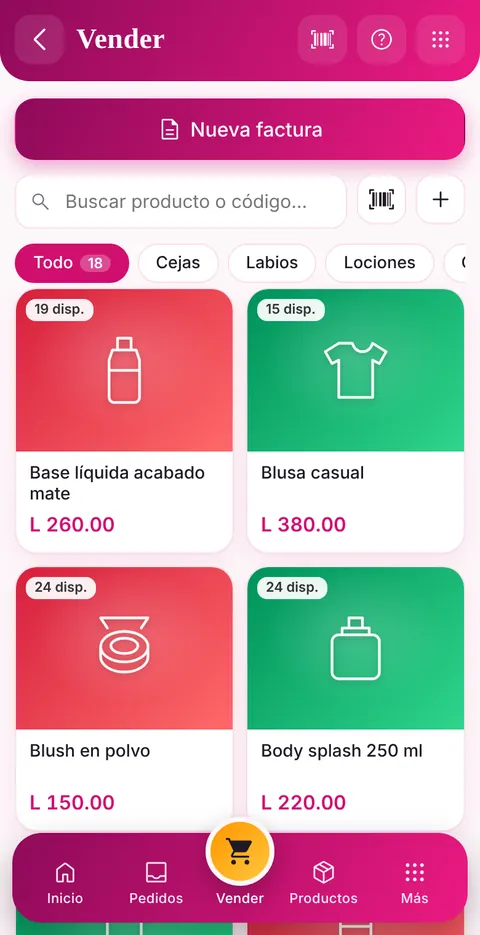 Vender
Nueva factura
Buscar producto o código...
Todo 18
Cejas
Labios
Lociones
19 disp.
15 disp.
Base líquida acabado
mate
L 260.00
Blusa casual
L 380.00
24 disp.
24 disp.
Blush en polvo
L 150.00
Body splash 250 ml
L 220.00
Inicio
Pedidos
Vender
Productos
Más